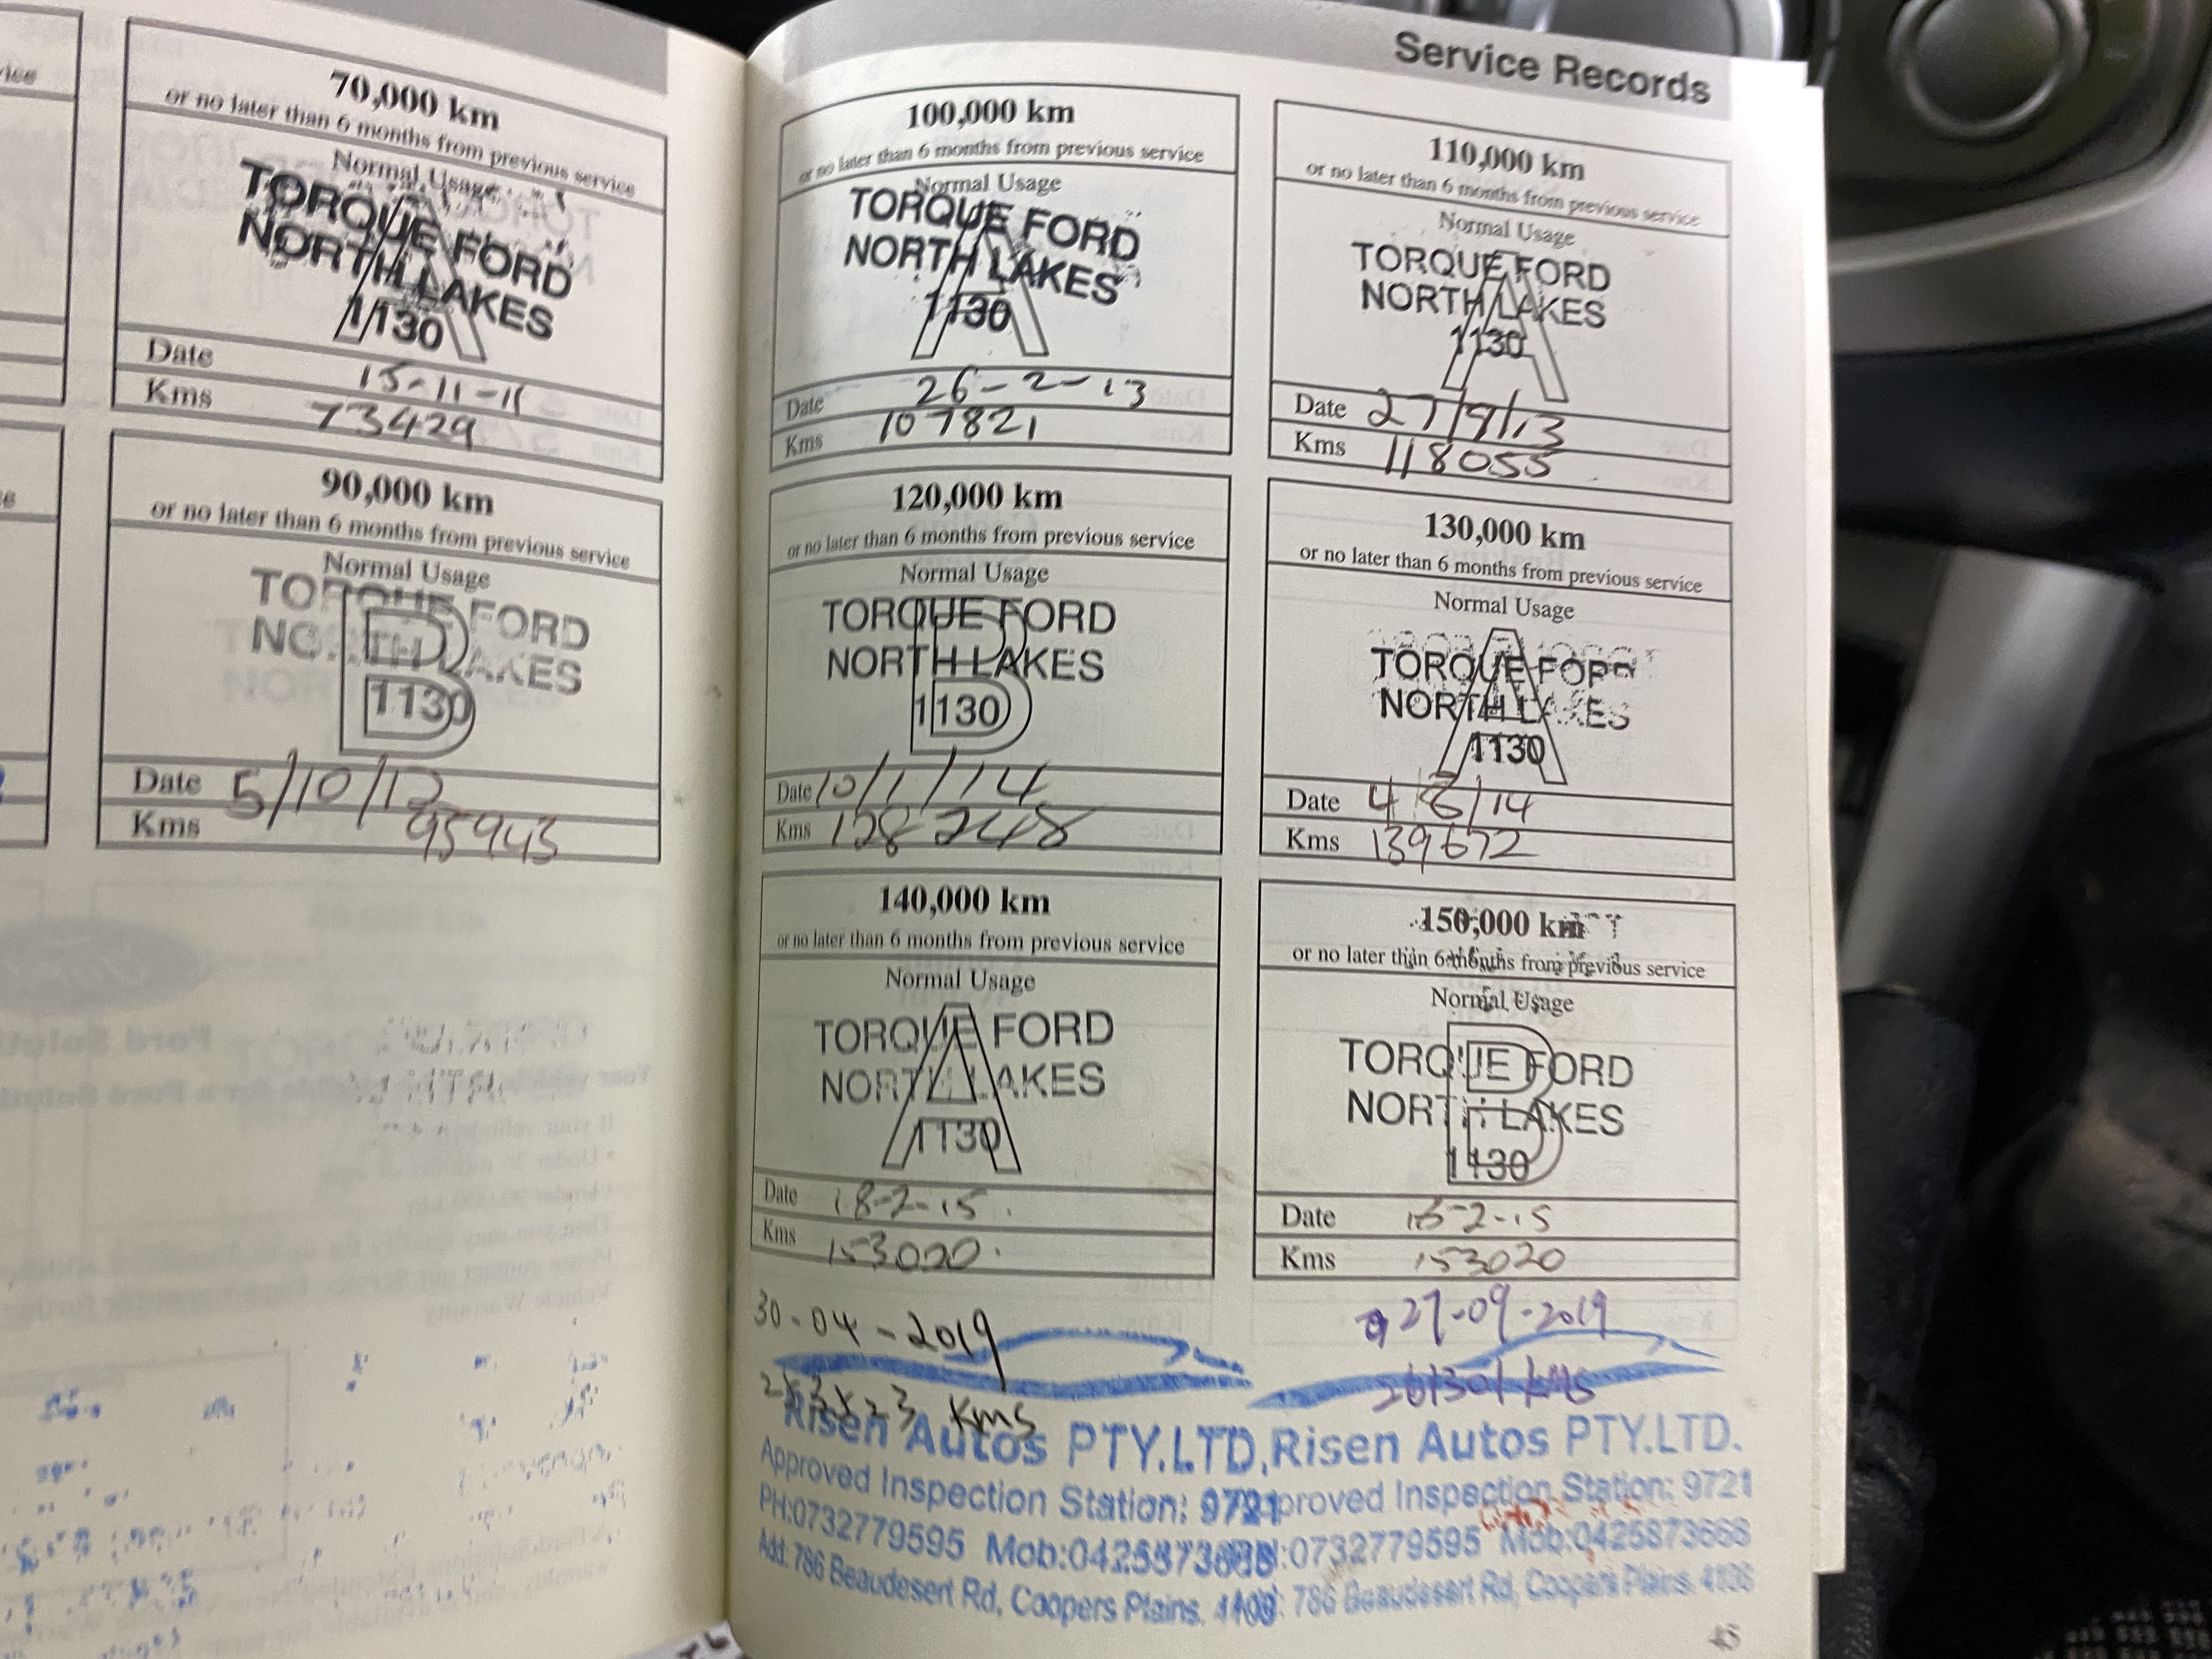 70,000 km
or no later than 6 months from previous service
Normal Usage
TORQUE FORD
NORTH LAKES
1130
A
Date 15-11-11
Kms 73429
90,000 km
or no later than 6 months from previous service
Normal Usage
TORQUE FORD
NORTH LAKES
1130
B
Date 5/10/12
Kms 95943
Service Records
100,000 km
or no later than 6 months from previous service
Normal Usage
TORQUE FORD
NORTH LAKES
1130
A
Date 26-2-13
Kms 107821
110,000 km
or no later than 6 months from previous service
Normal Usage
TORQUE FORD
NORTH LAKES
1130
A
Date 27/9/13
Kms 118055
120,000 km
or no later than 6 months from previous service
Normal Usage
TORQUE FORD
NORTH LAKES
1130
B
Date 10/1/14
Kms 128248
130,000 km
or no later than 6 months from previous service
Normal Usage
TORQUE FORD
NORTH LAKES
1130
A
Date
Kms 139672
140,000 km
or no later than 6 months from previous service
Normal Usage
TORQUE FORD
NORTH LAKES
1130
A
Date 18-2-15
Kms 153020
150,000 km
or no later than 6 months from previous service
Normal Usage
TORQUE FORD
NORTH LAKES
1130
B
Date
Kms 153020
30-04-2019
Kms
Risen Autos PTY.LTD.
Approved Inspection Station: 9721
PH:0732779595 Mob:0425873668
Add: 786 Beaudesert Rd, Coopers Plains. 4108
27-09-2019
261301 kms
Risen Autos PTY.LTD.
Approved Inspection Station: 9721
PH:0732779595 Mob:0425873668
786 Beaudesert Rd, Coopers Plains. 4108
45